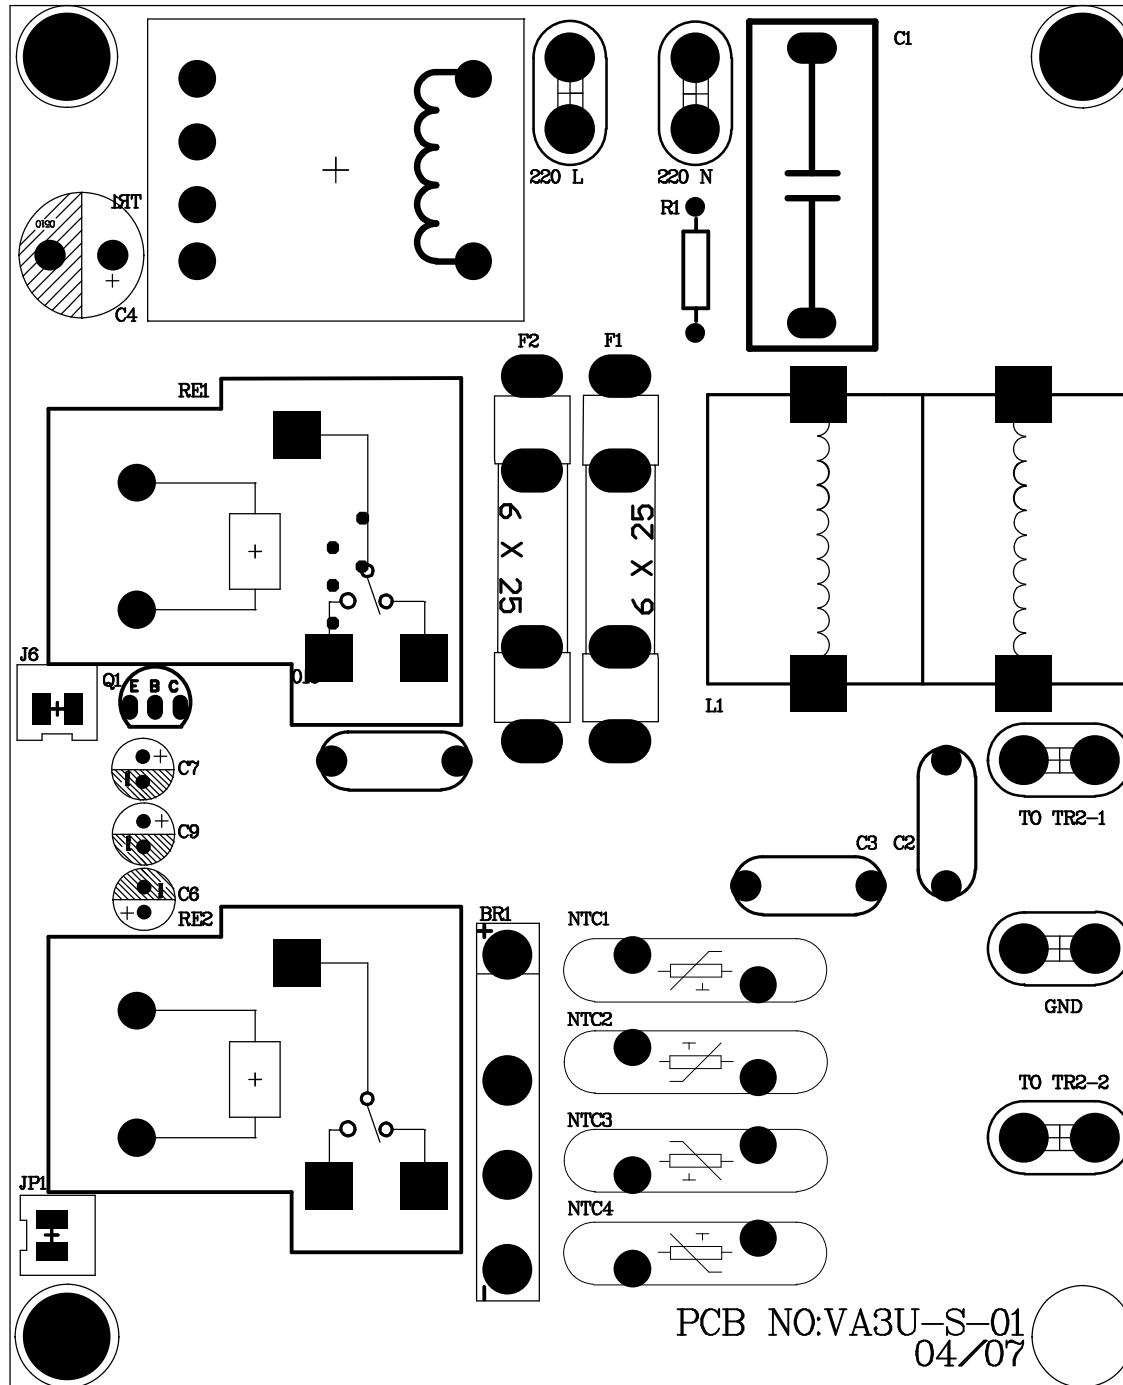 C1
220 L
220 N
R1
TR1
0510
C4
F2
F1
RE1
6 X 25
6 X 25
J6
Q1
E B C
L1
C7
TO TR2-1
C9
C3
C2
C6
RE2
BR1
NTC1
GND
NTC2
TO TR2-2
NTC3
JP1
NTC4
PCB NO:VA3U-S-01
04/07